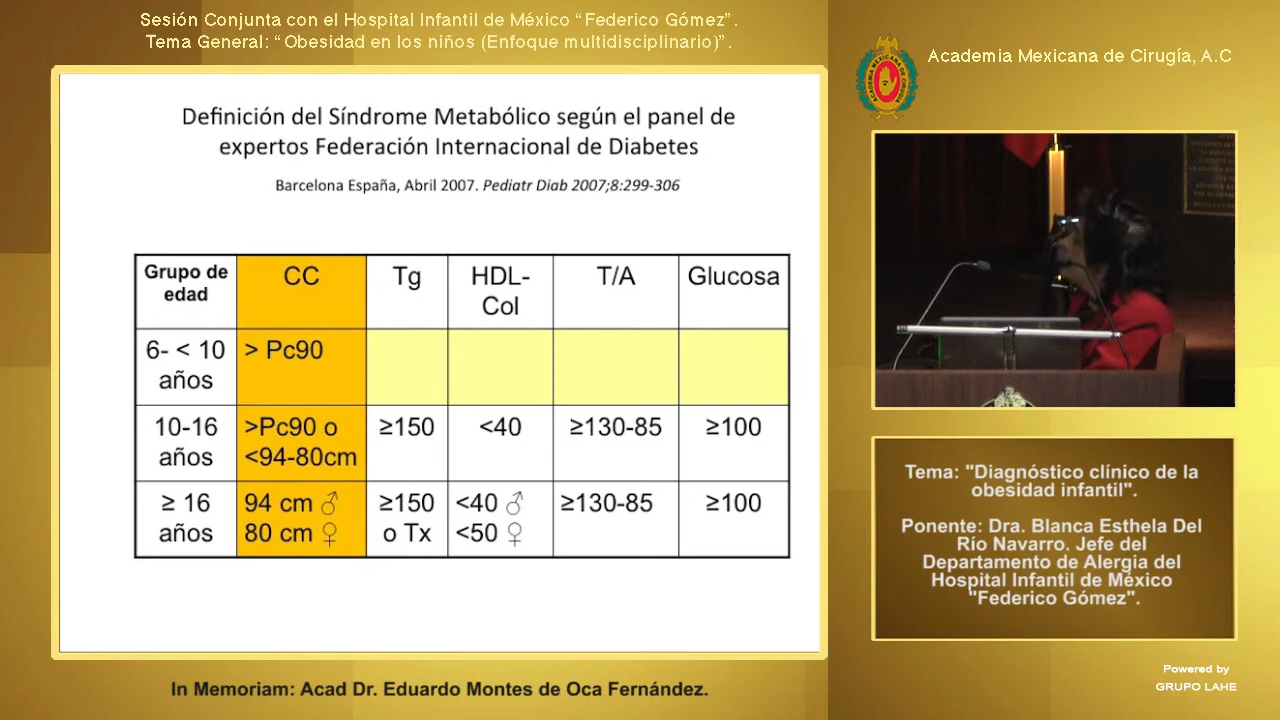 Sesión Conjunta con el Hospital Infantil de México “Federico Gómez”.
Tema General: “Obesidad en los niños (Enfoque multidisciplinario)”.
Academia Mexicana de Cirugía, A.C
ACADEMIA MEXICANA DE CIRUGÍA
Definición del Síndrome Metabólico según el panel de
expertos Federación Internacional de Diabetes
Barcelona España, Abril 2007. Pediatr Diab 2007;8:299-306
Grupo de edad CC Tg HDL-Col T/A Glucosa
6- < 10 años > Pc90
10-16 años >Pc90 o <94-80cm ≥150 <40 ≥130-85 ≥100
≥ 16 años 94 cm ♂ 80 cm ♀ ≥150 o Tx <40 ♂ <50 ♀ ≥130-85 ≥100
Tema: "Diagnóstico clínico de la
obesidad infantil".
Ponente: Dra. Blanca Esthela Del
Río Navarro. Jefe del
Departamento de Alergia del
Hospital Infantil de México
"Federico Gómez".
In Memoriam: Acad Dr. Eduardo Montes de Oca Fernández.
Powered by
GRUPO LAHE